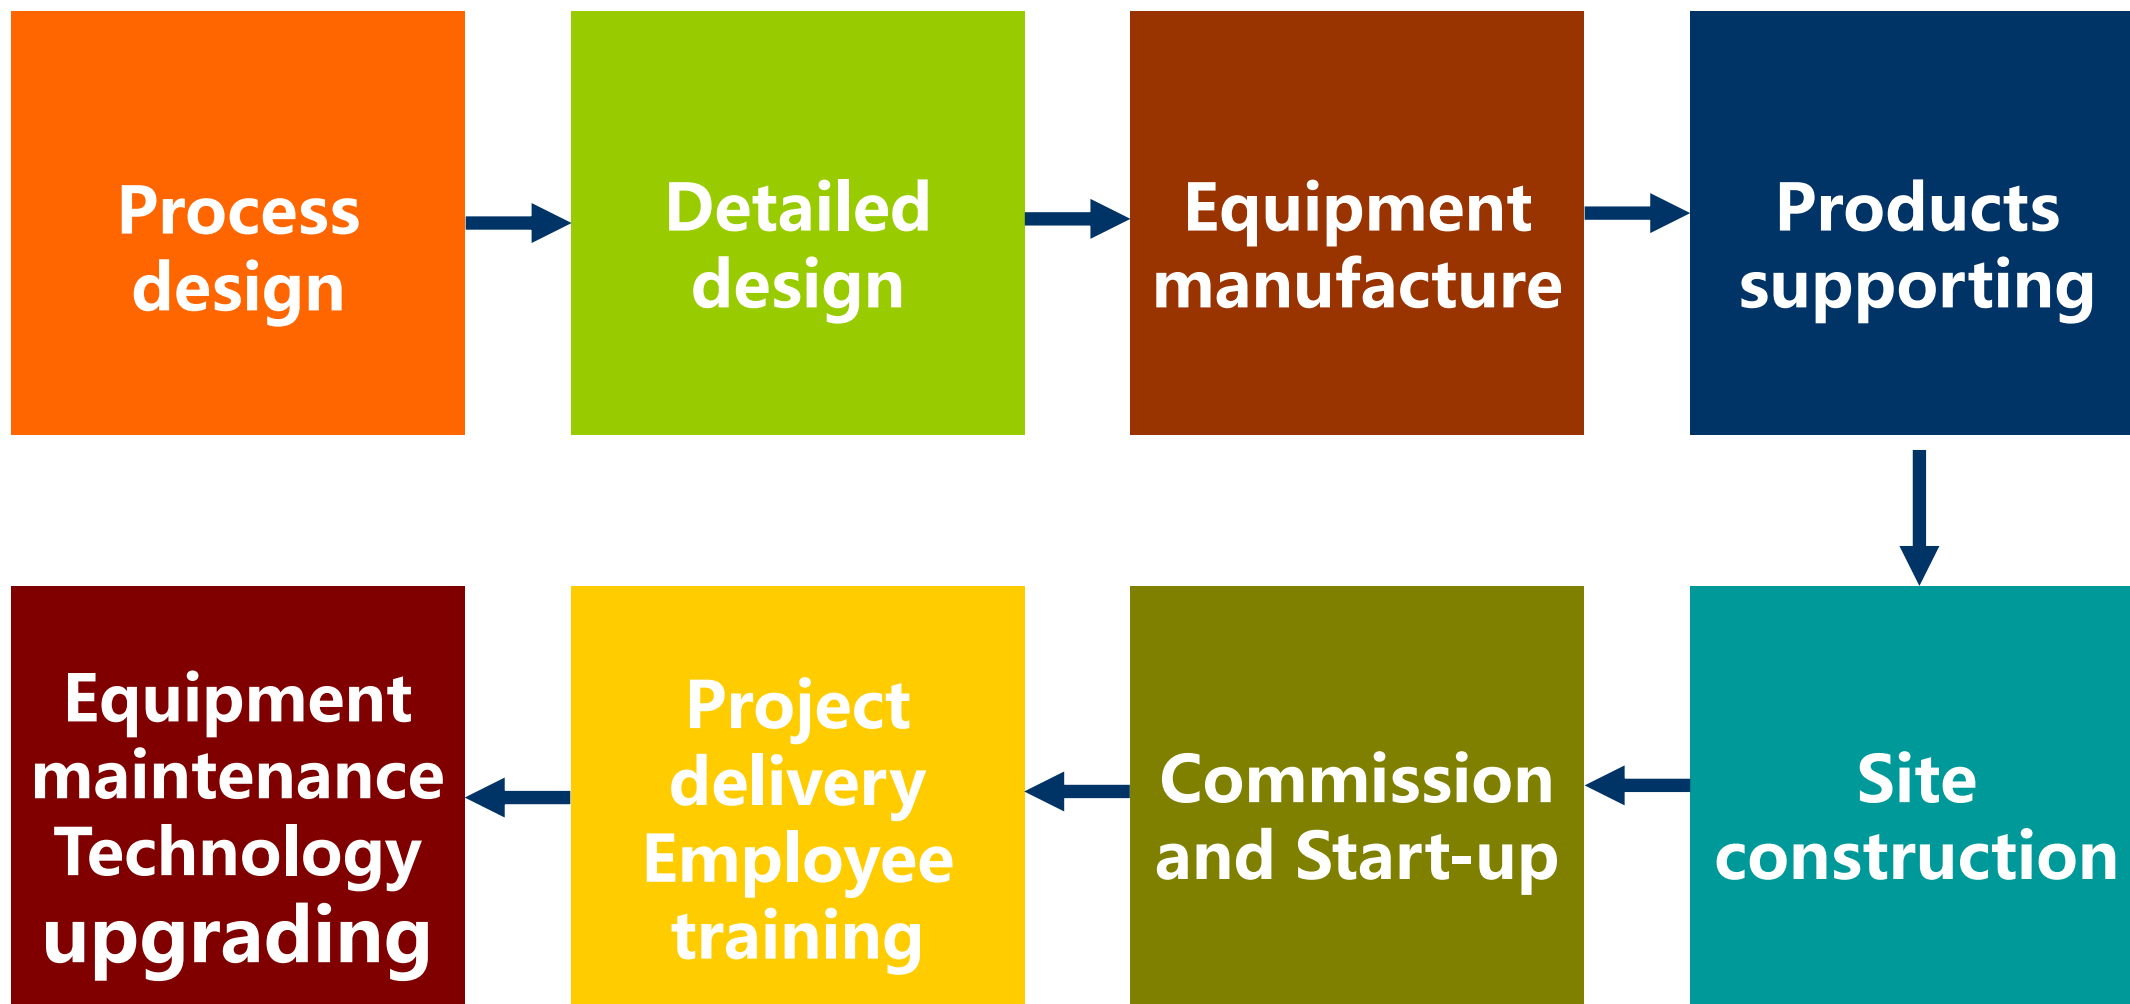 Process
design
Detailed
design
Equipment
manufacture
Products
supporting
Site
construction
Commission
and Start-up
Project
delivery
Employee
training
Equipment
maintenance
Technology
upgrading